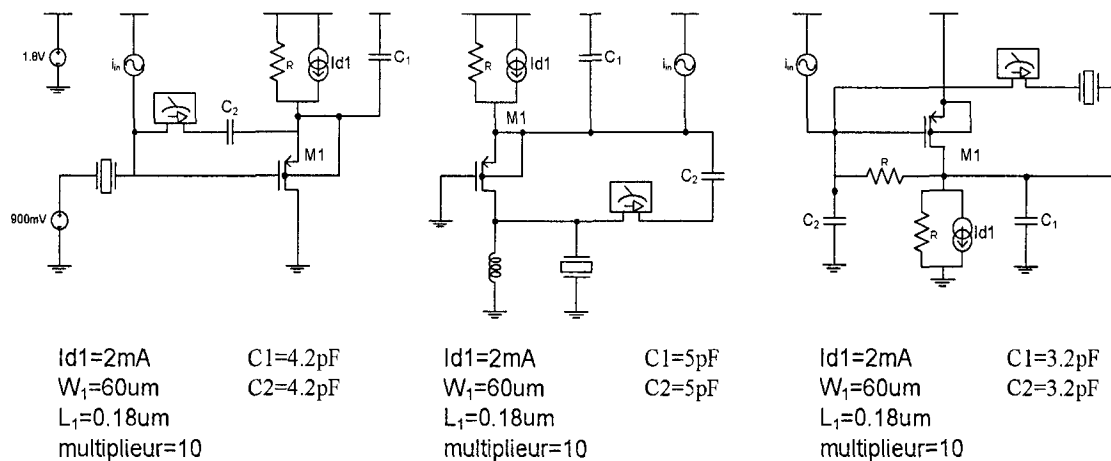 1.8V
iin
R
Id1
C1
C2
M1
900mV
R
Id1
C1
iin
M1
C2
iin
M1
R
C2
R
Id1
C1
Id1=2mA C1=4.2pF
W1=60um C2=4.2pF
L1=0.18um
multiplieur=10
Id1=2mA C1=5pF
W1=60um C2=5pF
L1=0.18um
multiplieur=10
Id1=2mA C1=3.2pF
W1=60um C2=3.2pF
L1=0.18um
multiplieur=10